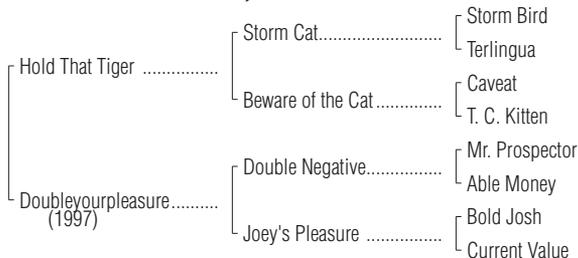 Storm Bird
Storm Cat..............................
Terlingua
Hold That Tiger ................
Caveat
Beware of the Cat..............
T. C. Kitten
Mr. Prospector
Double Negative................
Able Money
Doubleyourpleasure..........
(1997)
Bold Josh
Joey's Pleasure ................
Current Value